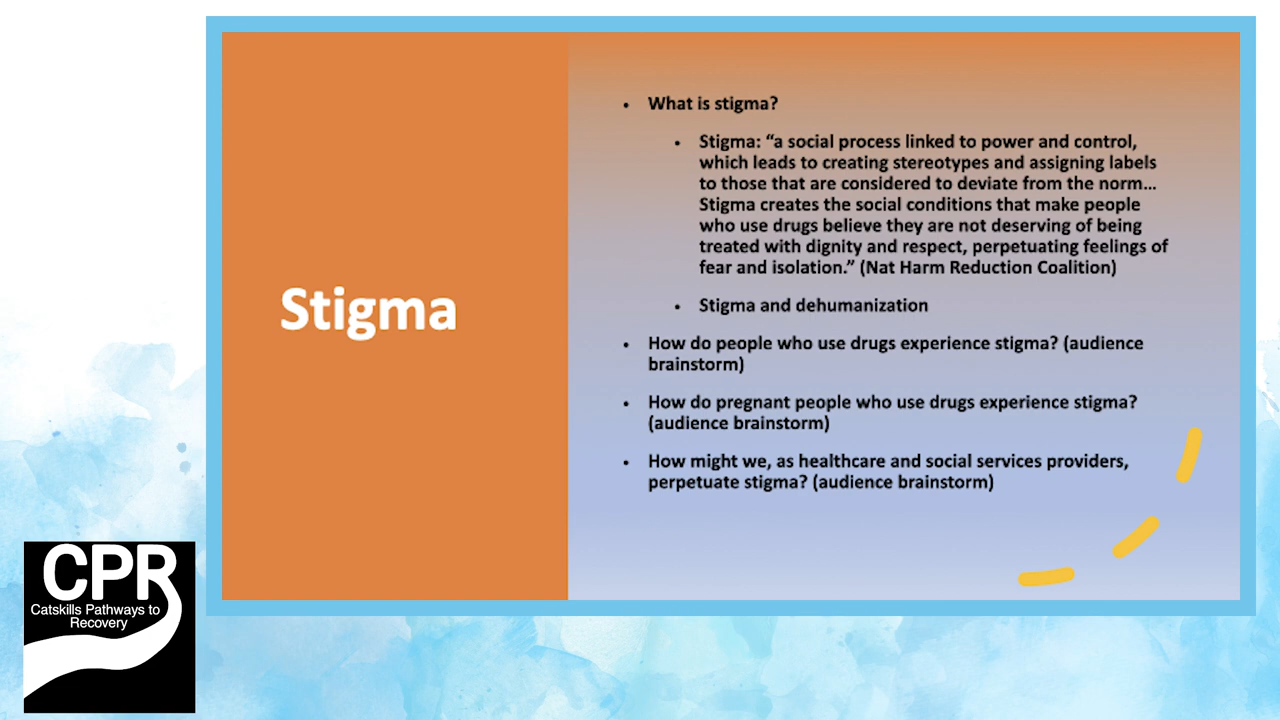 Stigma
• What is stigma?
• Stigma: “a social process linked to power and control,
which leads to creating stereotypes and assigning labels
to those that are considered to deviate from the norm…
Stigma creates the social conditions that make people
who use drugs believe they are not deserving of being
treated with dignity and respect, perpetuating feelings of
fear and isolation.” (Nat Harm Reduction Coalition)
• Stigma and dehumanization
• How do people who use drugs experience stigma? (audience
brainstorm)
• How do pregnant people who use drugs experience stigma?
(audience brainstorm)
• How might we, as healthcare and social services providers,
perpetuate stigma? (audience brainstorm)
CPR
Catskills Pathways to
Recovery